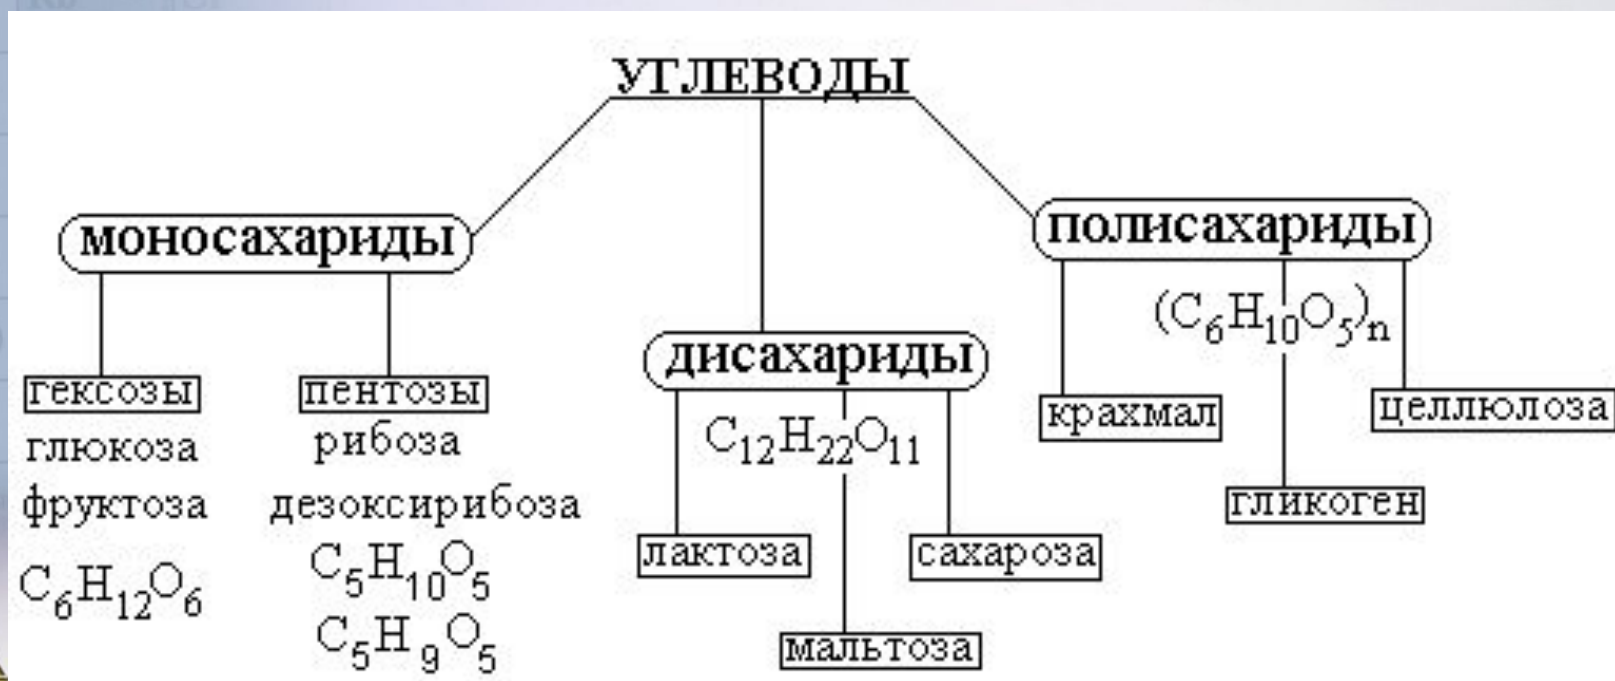 УГЛЕВОДЫ
моносахариды
гексозы
глюкоза
фруктоза
C6H12O6
пентозы
рибоза
дезоксирибоза
C5H10O5
C5H9O5
дисахариды
C12H22O11
лактоза
мальтоза
сахароза
полисахариды
(C6H10O5)n
крахмал
гликоген
целлюлоза